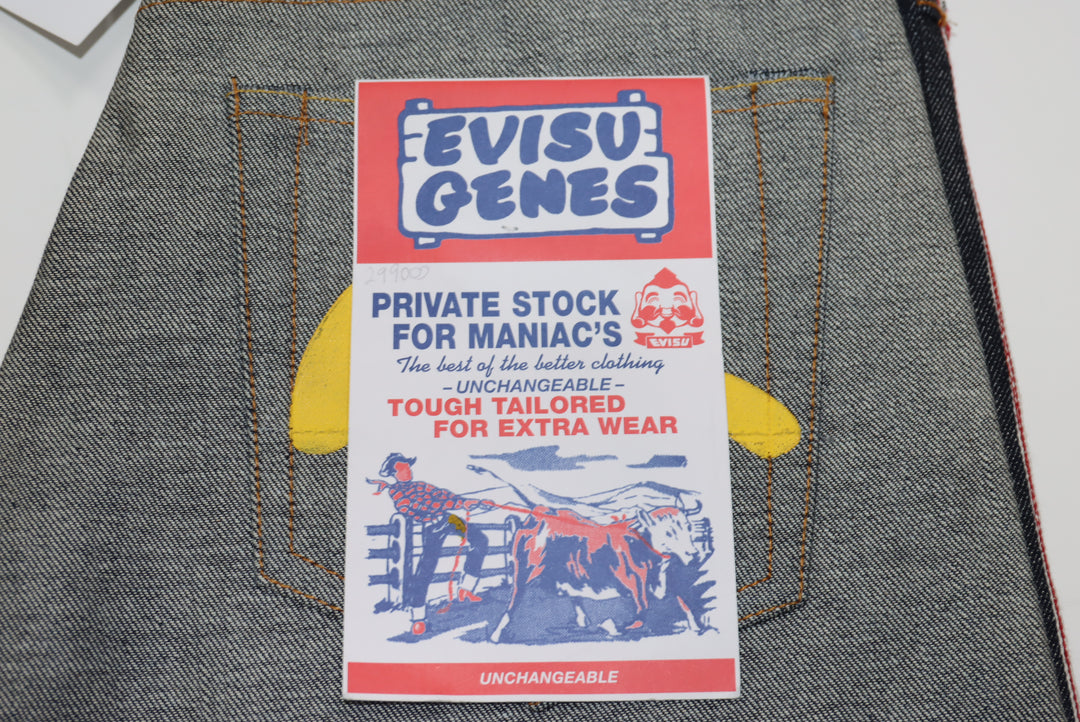 EVISU
GENES
299000
PRIVATE STOCK
FOR MANIAC'S
EVISU
The best of the better clothing
–UNCHANGEABLE–
TOUGH TAILORED
FOR EXTRA WEAR
UNCHANGEABLE